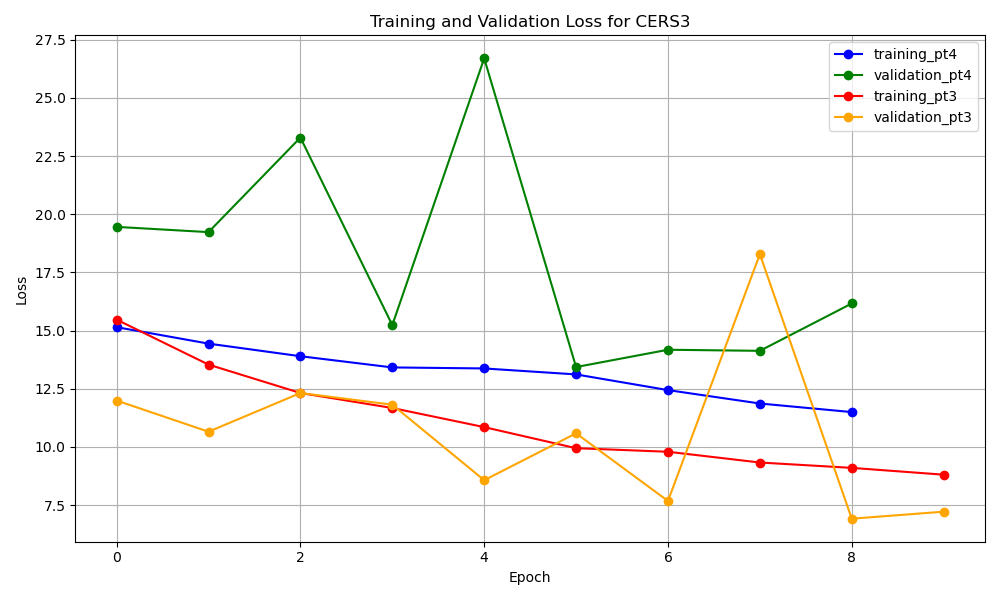 Training and Validation Loss for CERS3
27.5
25.0
22.5
20.0
17.5
15.0
12.5
10.0
7.5
Loss
training_pt4
validation_pt4
training_pt3
validation_pt3
0 2 4 6 8
Epoch